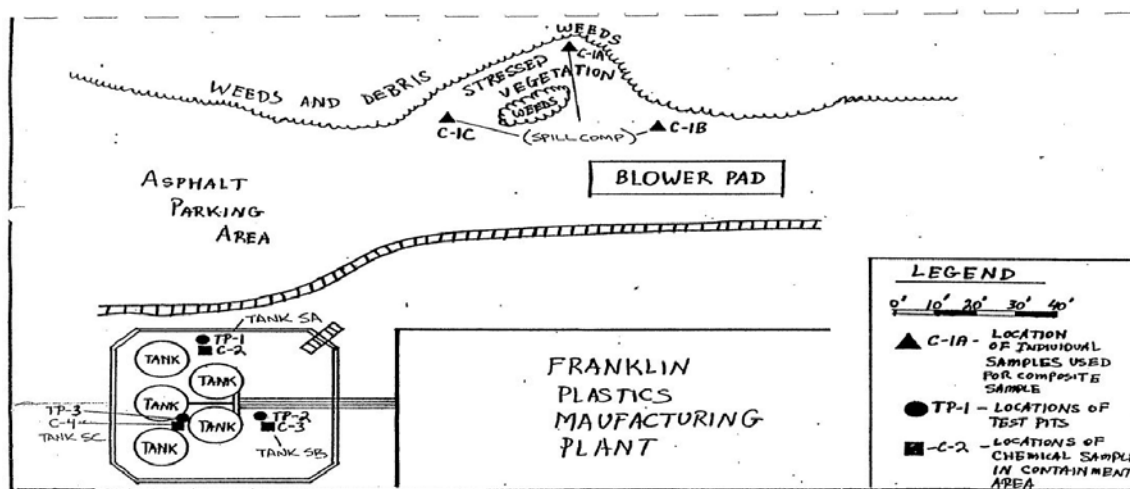 WEEDS
C-1A
STRESSED
VEGETATION
WEEDS AND DEBRIS
WEEDS
C-1C
(SPILL COMP)
C-1B
BLOWER PAD
ASPHALT
PARKING
AREA
TANK SA
TP-1
C-2
TANK
TANK
TANK
TP-3
C-4
TANK SC
TANK
TP-2
C-3
TANK
TANK SB
FRANKLIN
PLASTICS
MAUFACTURING
PLANT
LEGEND
0' 10' 20' 30' 40'
C-1A - LOCATION
OF INDIVIDUAL
SAMPLES USED
FOR COMPOSITE
SAMPLE
TP-1 - LOCATIONS OF
TEST PITS
-C-2 - LOCATIONS OF
CHEMICAL SAMPLE
IN CONTAINMENT
AREA